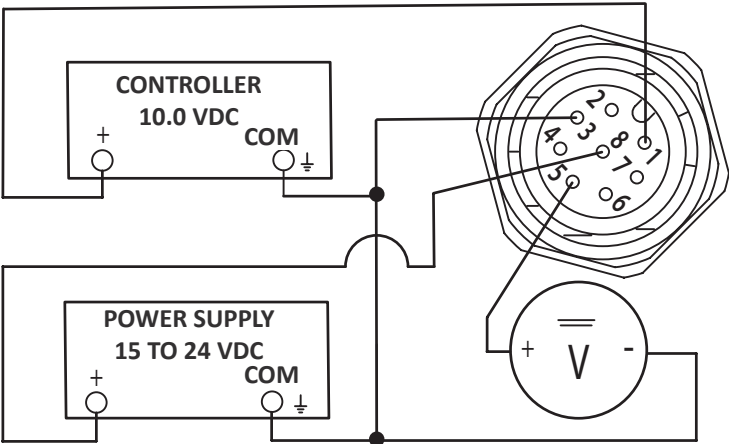 CONTROLLER
10.0 VDC
+
COM
2
3
4
8
1
5
7
6
POWER SUPPLY
15 TO 24 VDC
+
COM
+
V
-